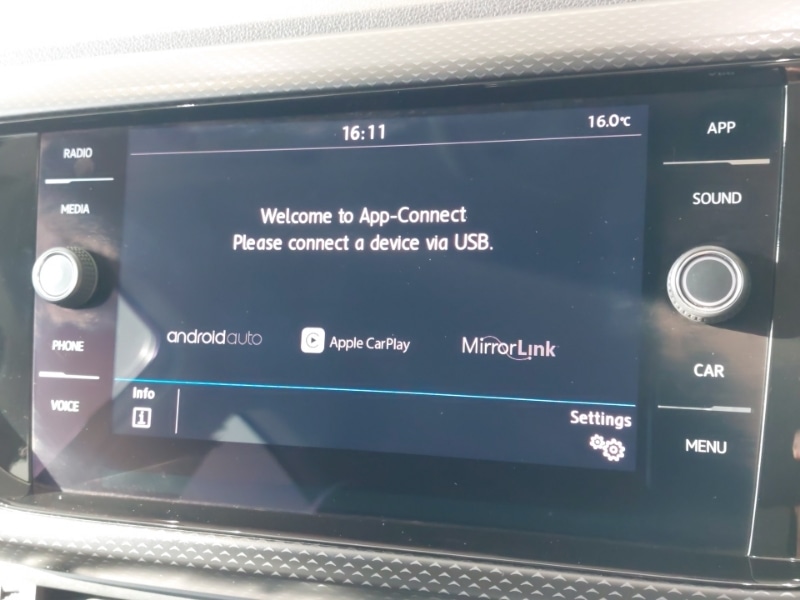 16:11
16.0°C
RADIO
MEDIA
PHONE
VOICE
Welcome to App-Connect
Please connect a device via USB.
androidauto
Apple CarPlay
MirrorLink
Info
Settings
APP
SOUND
CAR
MENU